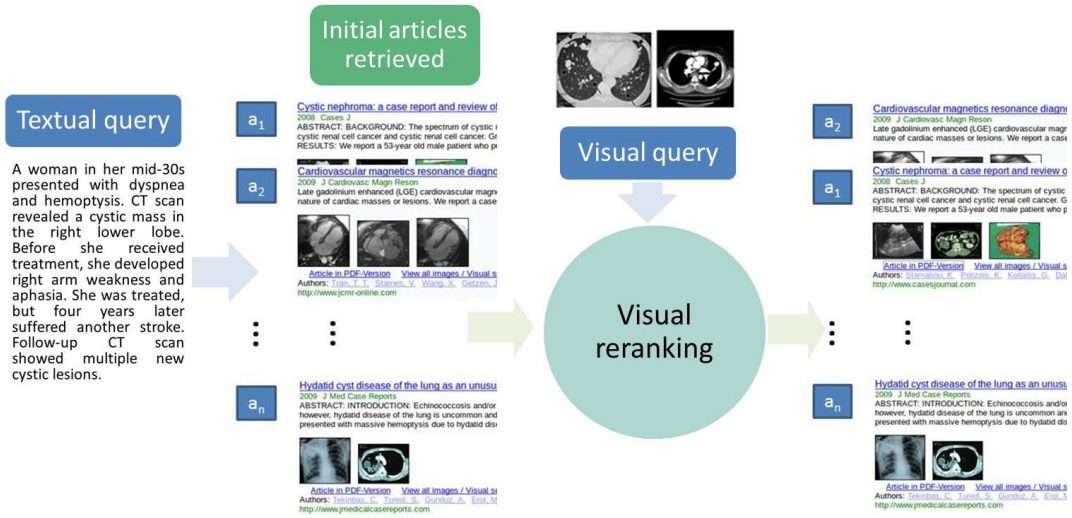 Initial articles
retrieved
Textual query
A woman in her mid-30s
presented with dyspnea
and hemoptysis. CT scan
revealed a cystic mass in
the right lower lobe.
Before she received
treatment, she developed
right arm weakness and
aphasia. She was treated,
but four years later
suffered another stroke.
Follow-up CT scan
showed multiple new
cystic lesions.
a1
Cystic nephroma: a case report and review of
2008 Cases J
ABSTRACT: BACKGROUND: The spectrum of cystic
cystic renal cell cancer and cystic renal cell cancer. Gr
RESULTS: We report a 53-year old male patient who p
a2
Cardiovascular magnetics resonance diagno
2009 J Cardiovasc Magn Reson
Late gadolinium enhanced (LGE) cardiovascular magn
nature of cardiac masses or lesions. We report a case
Article in PDF-Version View all images / Visual s
Authors: Tran, T. T. Starnes, V. Wang, X. Getzen, J
http://www.jcmr-online.com
⋮ ⋮
an
Hydatid cyst disease of the lung as an unusu
2009 J Med Case Reports
ABSTRACT: INTRODUCTION: Echinococcosis and/or
however, hydatid disease of the lung is uncommon and
presented with massive hemoptysis due to hydatid dis
Article in PDF-Version View all images / Visual s
Authors: Tekinbas, C. Turedi, S. Gunduz, A. Erol, M
http://www.jmedicalcasereports.com
Visual query
Visual
reranking
a2
Cardiovascular magnetics resonance diagno
2009 J Cardiovasc Magn Reson
Late gadolinium enhanced (LGE) cardiovascular magn
nature of cardiac masses or lesions. We report a case
a1
Cystic nephroma: a case report and review o
2008 Cases J
ABSTRACT: BACKGROUND: The spectrum of cystic
cystic renal cell cancer and cystic renal cell cancer. G
RESULTS: We report a 53-year old male patient who p
Article in PDF-Version View all images / Visual s
Authors: Stamatiou, K. Polizois, K. Kollaitis, G. Dal
http://www.casesjournal.com
⋮ ⋮
an
Hydatid cyst disease of the lung as an unusu
2009 J Med Case Reports
ABSTRACT: INTRODUCTION: Echinococcosis and/or
however, hydatid disease of the lung is uncommon and
presented with massive hemoptysis due to hydatid dis
Article in PDF-Version View all images / Visual s
Authors: Tekinbas, C. Turedi, S. Gunduz, A. Erol, M
http://www.jmedicalcasereports.com